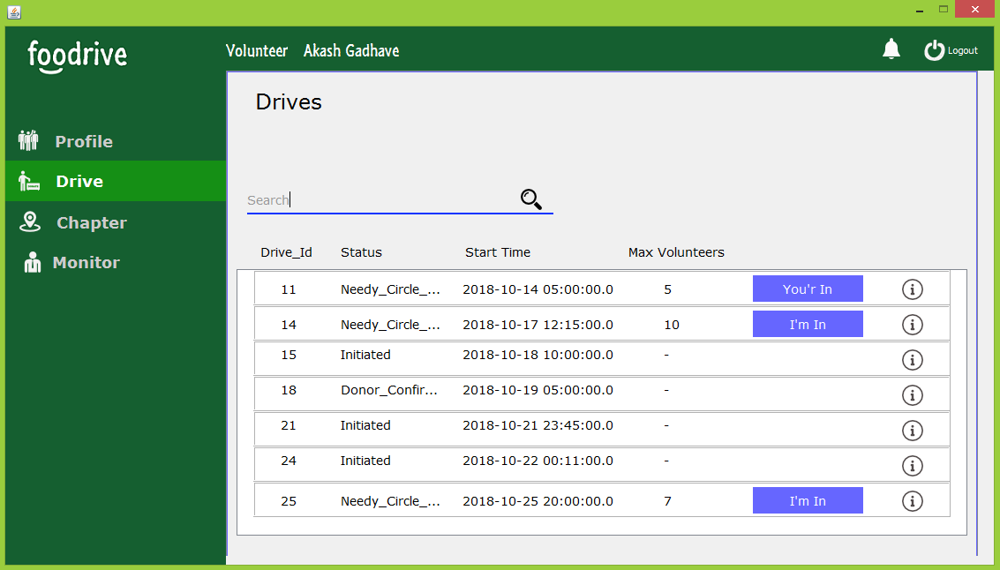 foodrive
Volunteer Akash Gadhave
Logout
Profile
Drive
Chapter
Monitor
Drives
Search
Drive_Id Status Start Time Max Volunteers
11 Needy_Circle_... 2018-10-14 05:00:00.0 5 You'r In
14 Needy_Circle_... 2018-10-17 12:15:00.0 10 I'm In
15 Initiated 2018-10-18 10:00:00.0 -
18 Donor_Confir... 2018-10-19 05:00:00.0 -
21 Initiated 2018-10-21 23:45:00.0 -
24 Initiated 2018-10-22 00:11:00.0 -
25 Needy_Circle_... 2018-10-25 20:00:00.0 7 I'm In